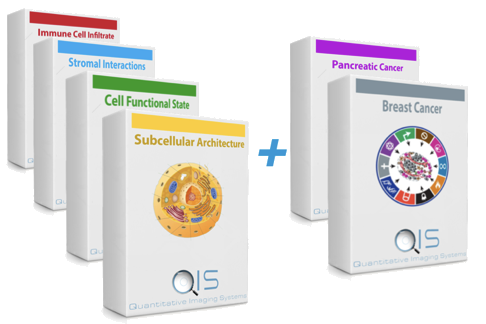 Immune Cell Infiltrate
Stromal Interactions
Cell Functional State
Subcellular Architecture
QIS
Quantitative Imaging Systems
+
Pancreatic Cancer
Breast Cancer
QIS
Quantitative Imaging Systems